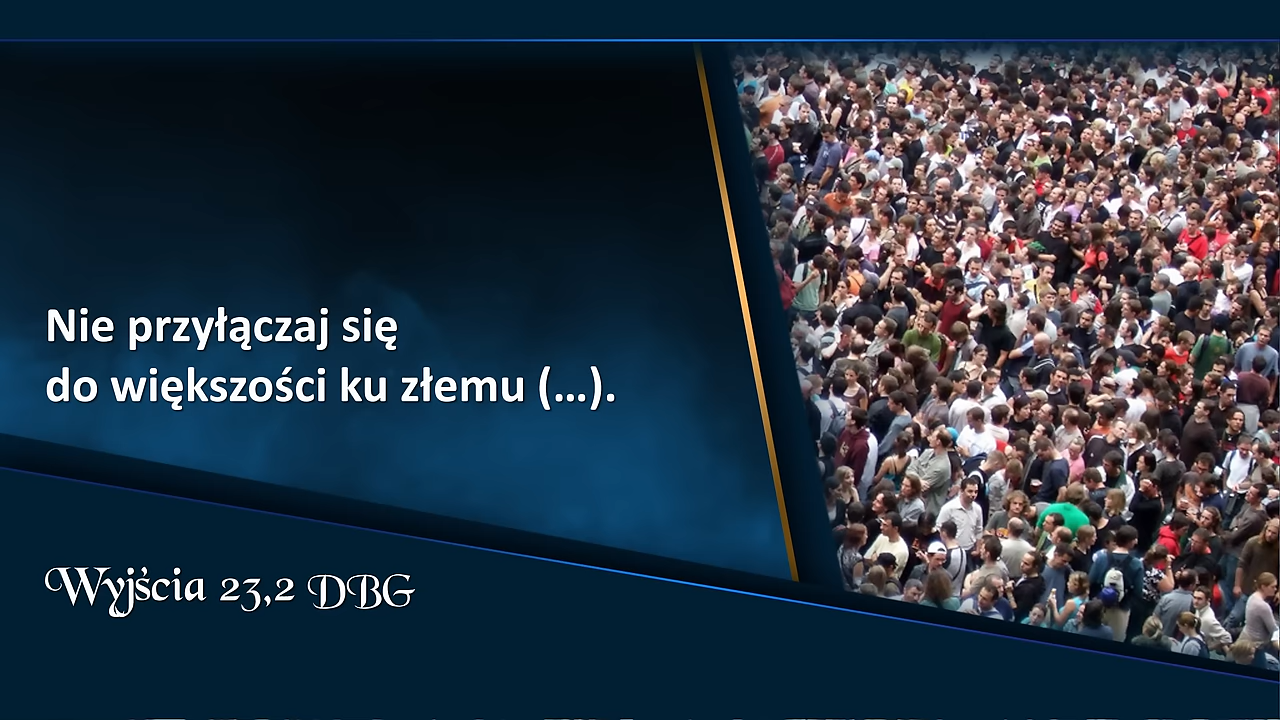 Nie przyłączaj się
do większości ku złemu (...).
Wyjścia 23,2 DBG